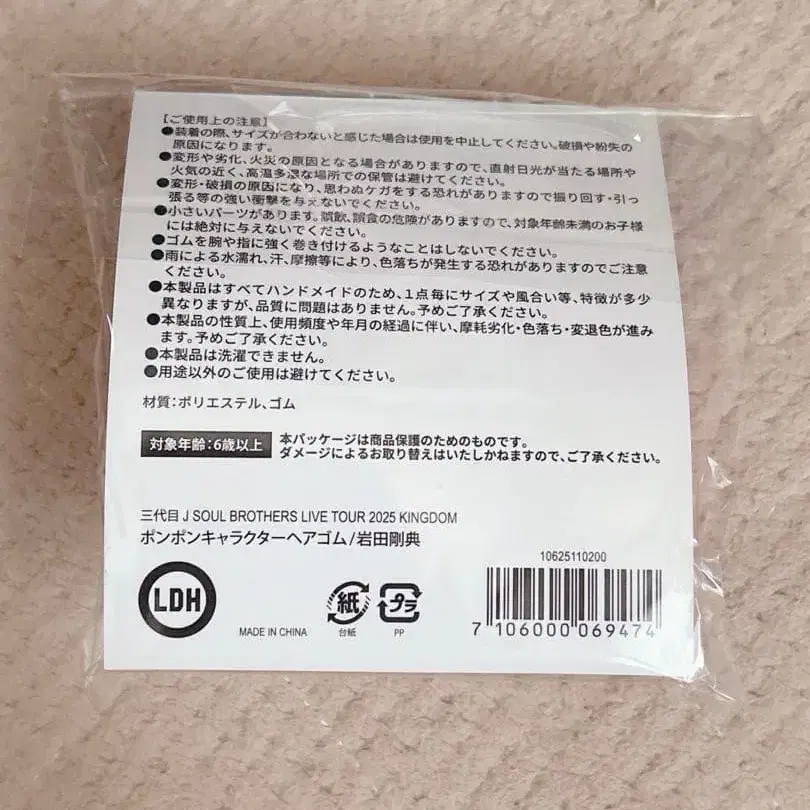 【ご使用上の注意】
●装着の際、サイズが合わないと感じた場合は使用を中止してください。破損や紛失の
原因になります。
●変形や劣化、火災の原因となる場合がありますので、直射日光が当たる場所や
火気の近く、高温多湿な場所での保管は避けてください。
●変形・破損の原因になり、思わぬケガをする恐れがありますので振り回す・引っ
張る等の強い衝撃を与えないでください。
●小さいパーツがあります。誤飲、誤食の危険がありますので、対象年齢未満のお子様
には絶対に与えないでください。
●ゴムを腕や指に強く巻き付けるようなことはしないでください。
●雨による水濡れ、汗、摩擦等により、色落ちが発生する恐れがありますのでご注意
ください。
●本製品はすべてハンドメイドのため、1点毎にサイズや風合い等、特徴が多少
異なりますが、品質に問題はありません。予めご了承ください。
●本製品の性質上、使用頻度や年月の経過に伴い、摩耗劣化・色落ち・変退色が進み
ます。予めご了承ください。
●本製品は洗濯できません。
●用途以外のご使用は避けてください。
材質:ポリエステル、ゴム
対象年齢:6歳以上
本パッケージは商品保護のためのものです。
ダメージによるお取り替えはいたしかねますので、ご了承ください。
三代目 J SOUL BROTHERS LIVE TOUR 2025 KINGDOM
ポンポンキャラクターヘアゴム/岩田剛典
LDH
MADE IN CHINA
紙
台紙
プラ
PP
10625110200
7 106000 069474